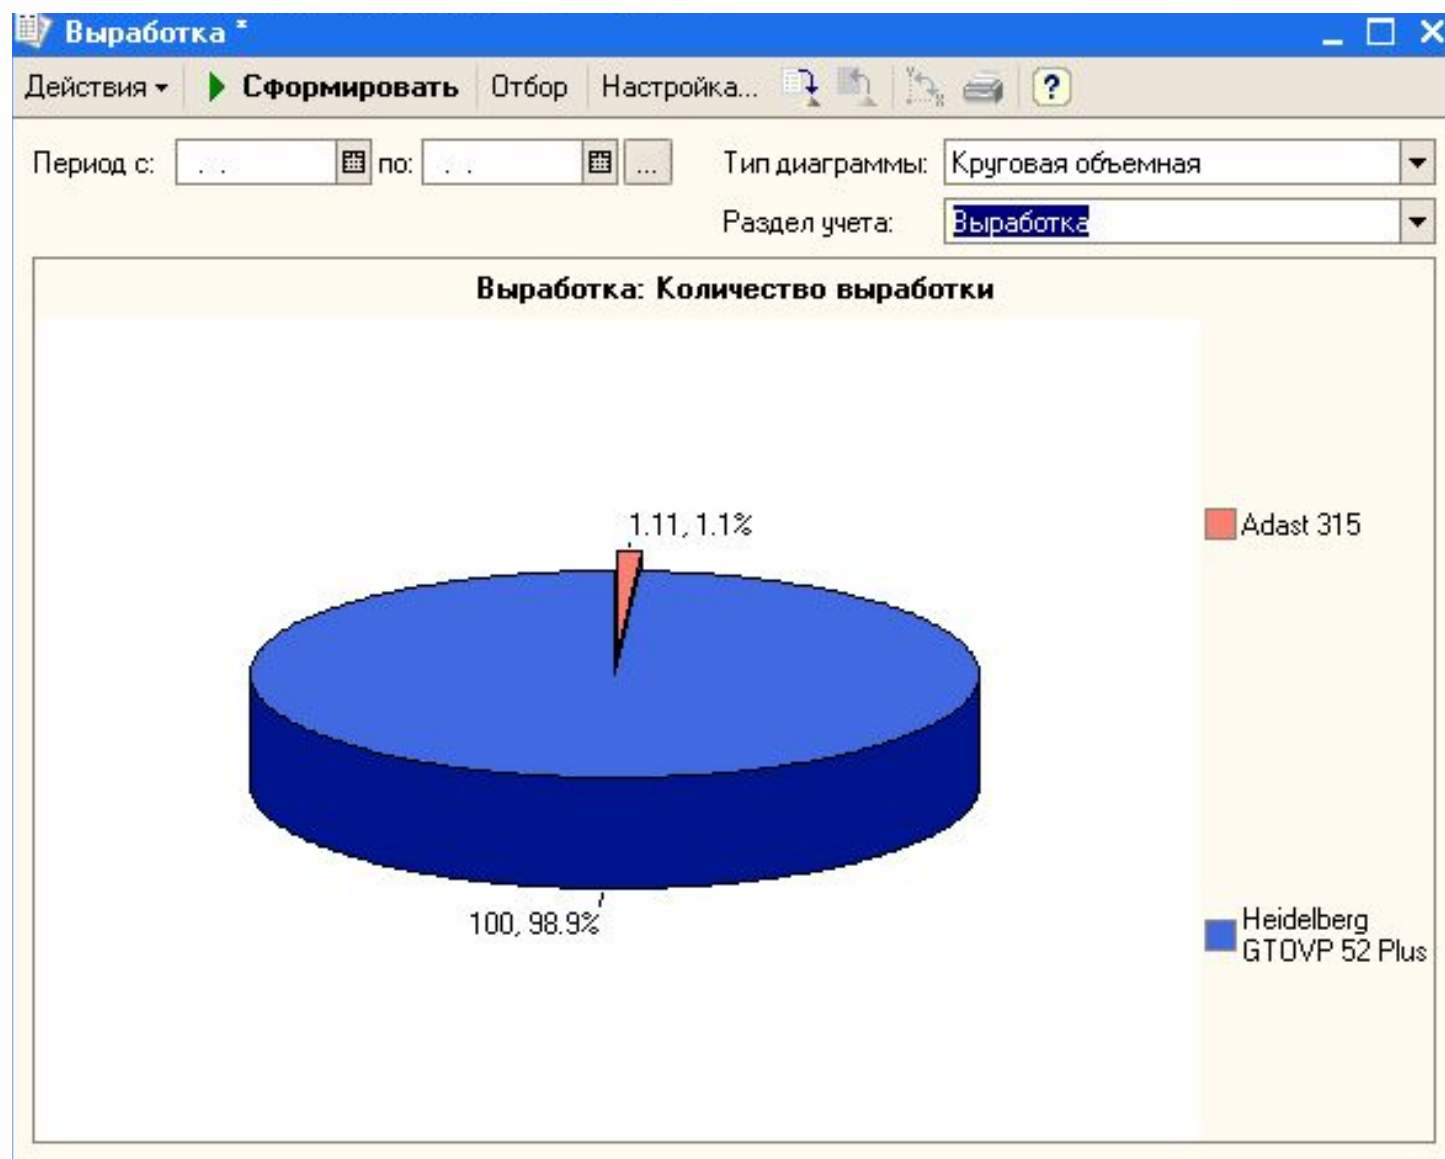 Выработка *
Действия Сформировать Отбор Настройка... ?
Период с: . . по: . . ... Тип диаграммы: Круговая объемная
Раздел учета: Выработка
Выработка: Количество выработки
1.11, 1.1%
Adast 315
100, 98.9%
Heidelberg
GTOVP 52 Plus